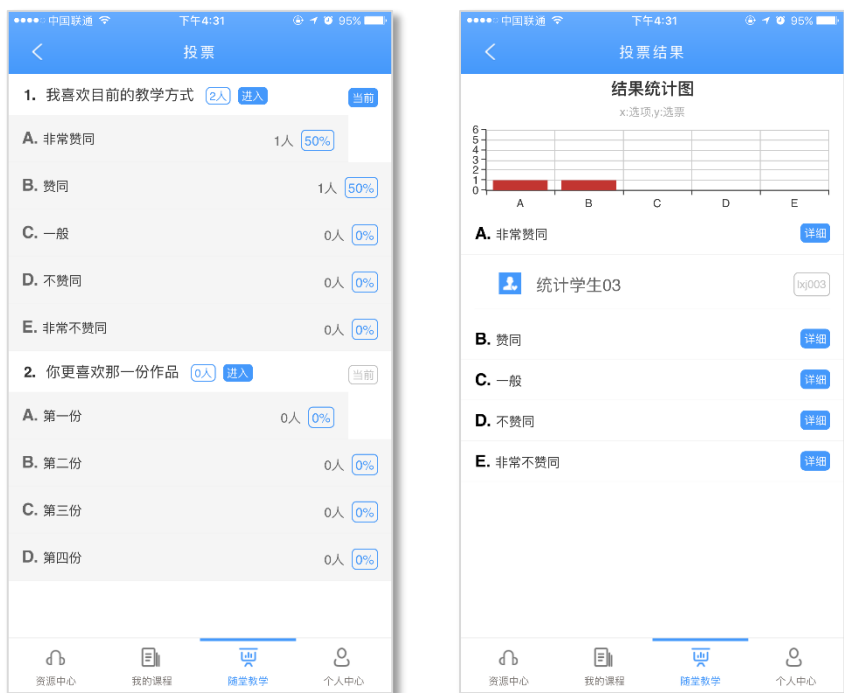 中国联通 下午4:31 95%
投票
1. 我喜欢目前的教学方式 2人 进入 当前
A. 非常赞同 1人 50%
B. 赞同 1人 50%
C. 一般 0人 0%
D. 不赞同 0人 0%
E. 非常不赞同 0人 0%
2. 你更喜欢那一份作品 0人 进入 当前
A. 第一份 0人 0%
B. 第二份 0人 0%
C. 第三份 0人 0%
D. 第四份 0人 0%
资源中心 我的课程 随堂教学 个人中心
中国联通 下午4:31 95%
投票结果
结果统计图
x:选项,y:选票
6
5
4
3
2
1
0
A B C D E
A. 非常赞同 详细
统计学生03 lxj003
B. 赞同 详细
C. 一般 详细
D. 不赞同 详细
E. 非常不赞同 详细
资源中心 我的课程 随堂教学 个人中心